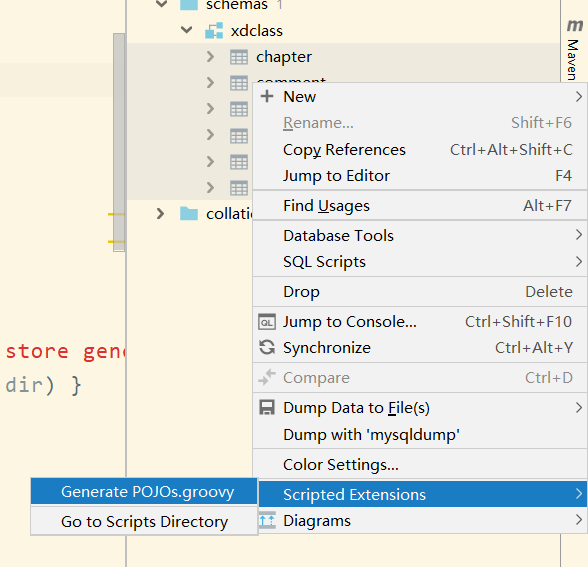 schemas 1
xdclass
chapter
comment
Maven
New
Rename... Shift+F6
Copy References Ctrl+Alt+Shift+C
Jump to Editor F4
Find Usages Alt+F7
collatio
Database Tools
SQL Scripts
Drop Delete
QL Jump to Console... Ctrl+Shift+F10
Synchronize Ctrl+Alt+Y
store gene
Compare Ctrl+D
dir) }
Dump Data to File(s)
Dump with 'mysqldump'
Color Settings...
Generate POJOs.groovy
Scripted Extensions
Go to Scripts Directory
Diagrams